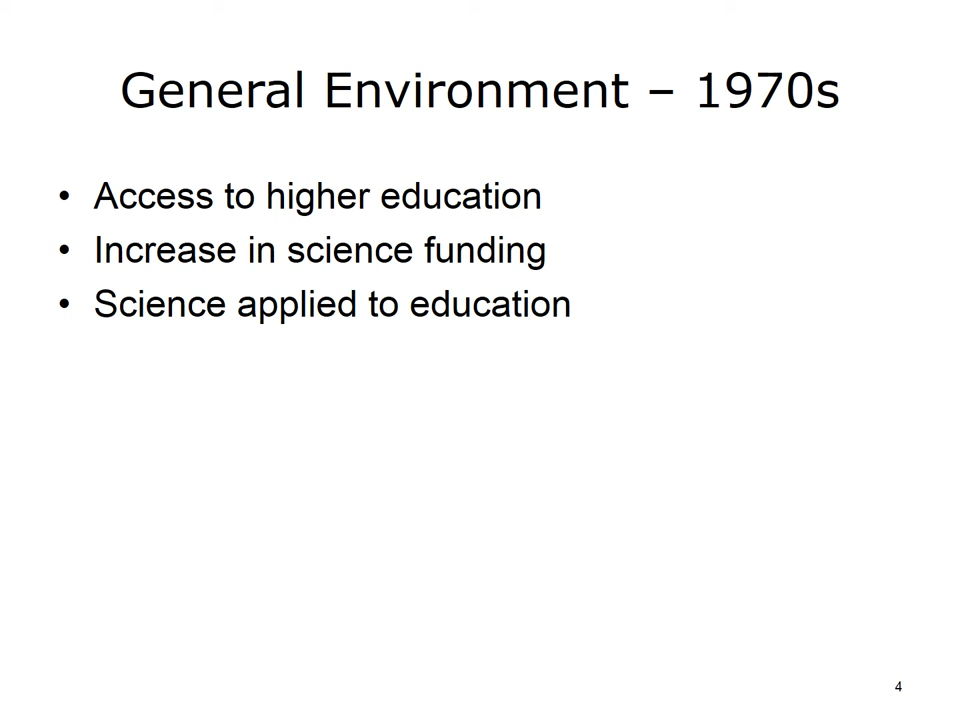 General Environment – 1970s
• Access to higher education
• Increase in science funding
• Science applied to education
4